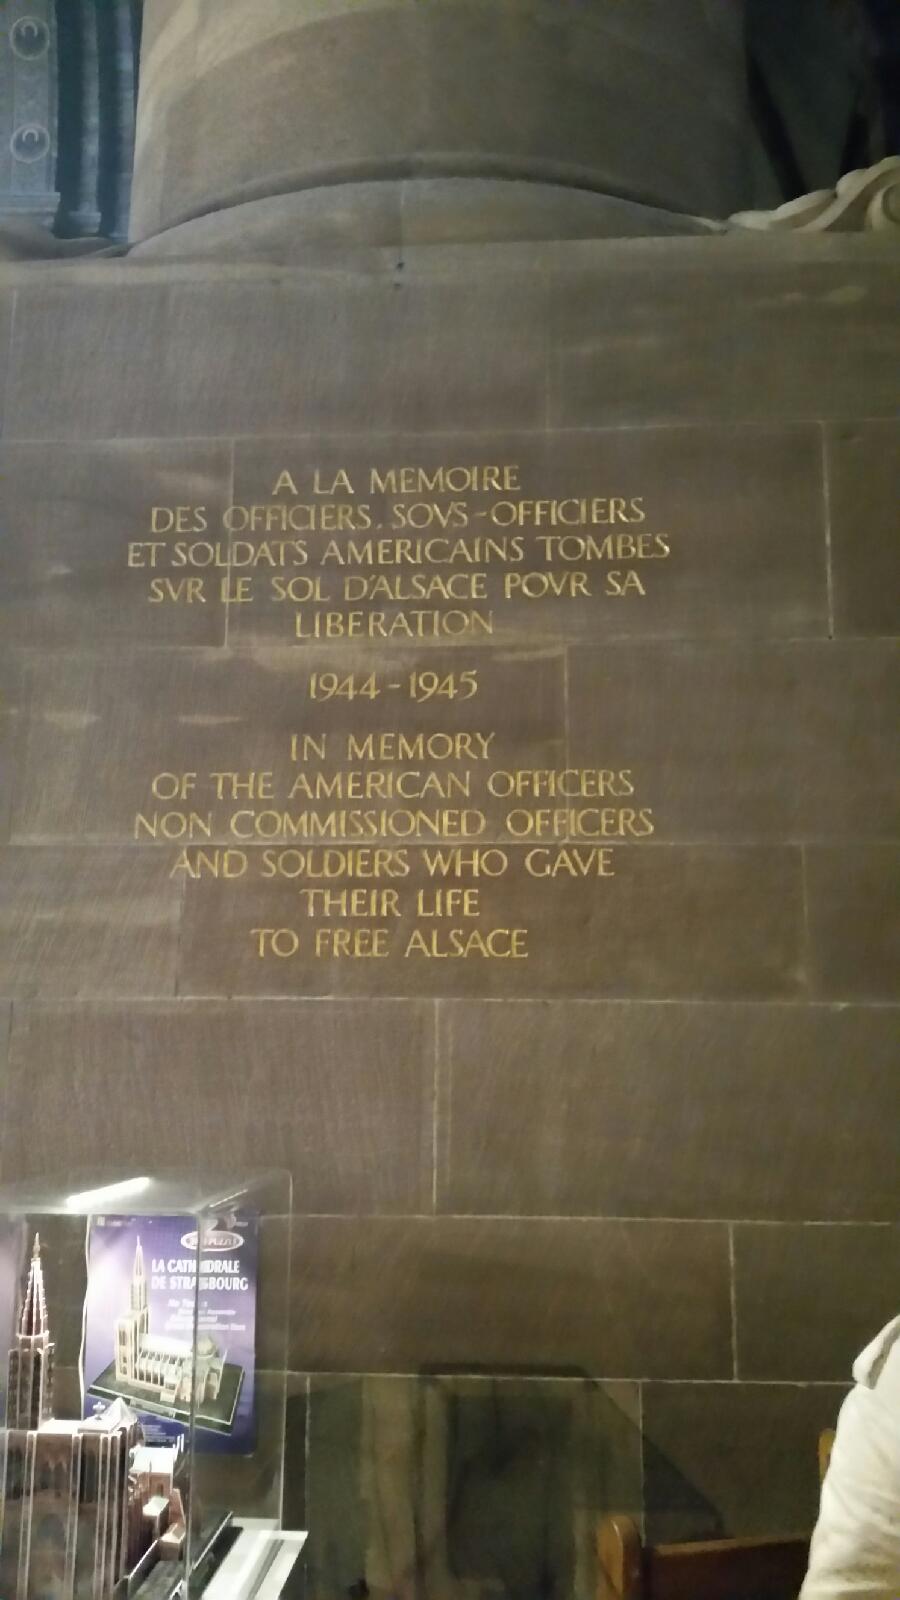 A LA MEMOIRE
DES OFFICIERS. SOVS-OFFICIERS
ET SOLDATS AMERICAINS TOMBES
SVR LE SOL D'ALSACE POVR SA
LIBERATION
1944-1945
IN MEMORY
OF THE AMERICAN OFFICERS
NON COMMISSIONED OFFICERS
AND SOLDIERS WHO GAVE
THEIR LIFE
TO FREE ALSACE
LA CATHEDRALE
DE STRASBOURG